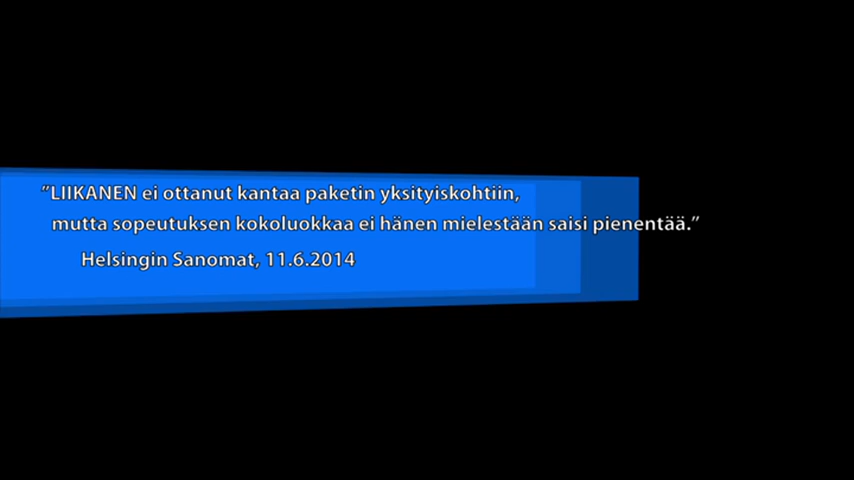 ”LIIKANEN ei ottanut kantaa paketin yksityiskohtiin,
mutta sopeutuksen kokoluokkaa ei hänen mielestään saisi pienentää.”
Helsingin Sanomat, 11.6.2014